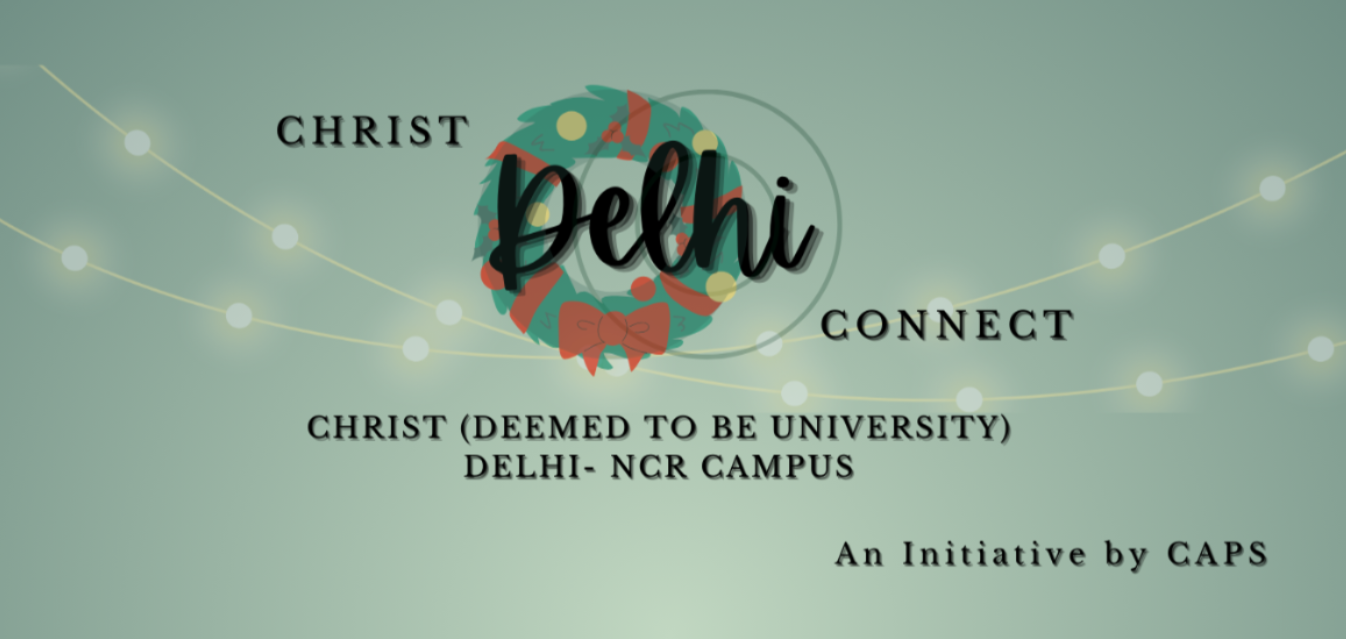 CHRIST
Delhi
CONNECT
CHRIST (DEEMED TO BE UNIVERSITY)
DELHI- NCR CAMPUS
An Initiative by CAPS